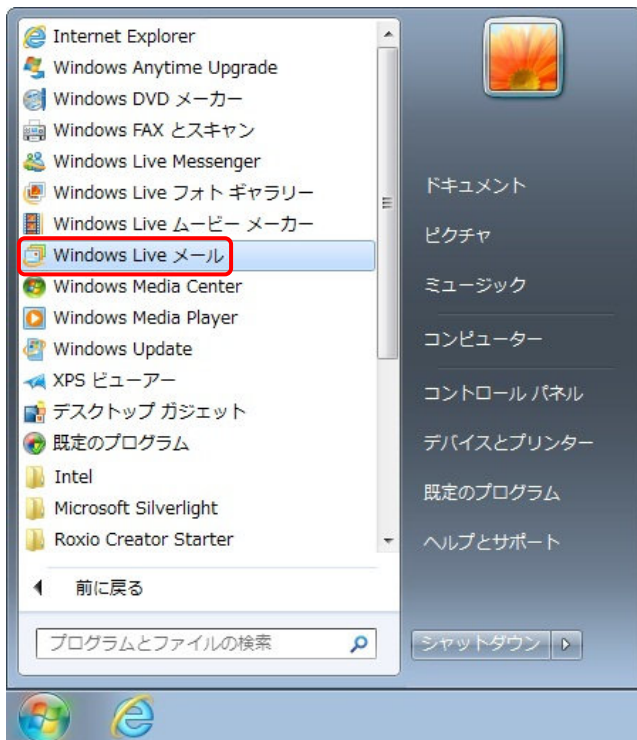 Internet Explorer
Windows Anytime Upgrade
Windows DVD メーカー
Windows FAX とスキャン
Windows Live Messenger
Windows Live フォト ギャラリー
Windows Live ムービー メーカー
Windows Live メール
Windows Media Center
Windows Media Player
Windows Update
XPS ビューアー
デスクトップ ガジェット
既定のプログラム
Intel
Microsoft Silverlight
Roxio Creator Starter
前に戻る
プログラムとファイルの検索
ドキュメント
ピクチャ
ミュージック
コンピューター
コントロール パネル
デバイスとプリンター
既定のプログラム
ヘルプとサポート
シャットダウン